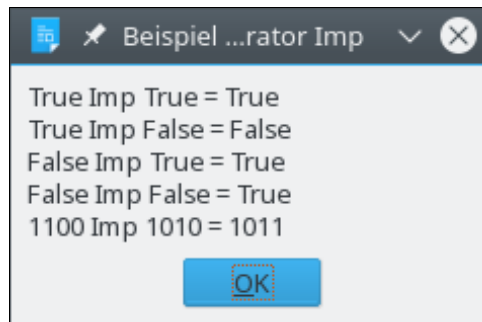 Beispiel ...rator Imp
True Imp True = True
True Imp False = False
False Imp True = True
False Imp False = True
1100 Imp 1010 = 1011
OK